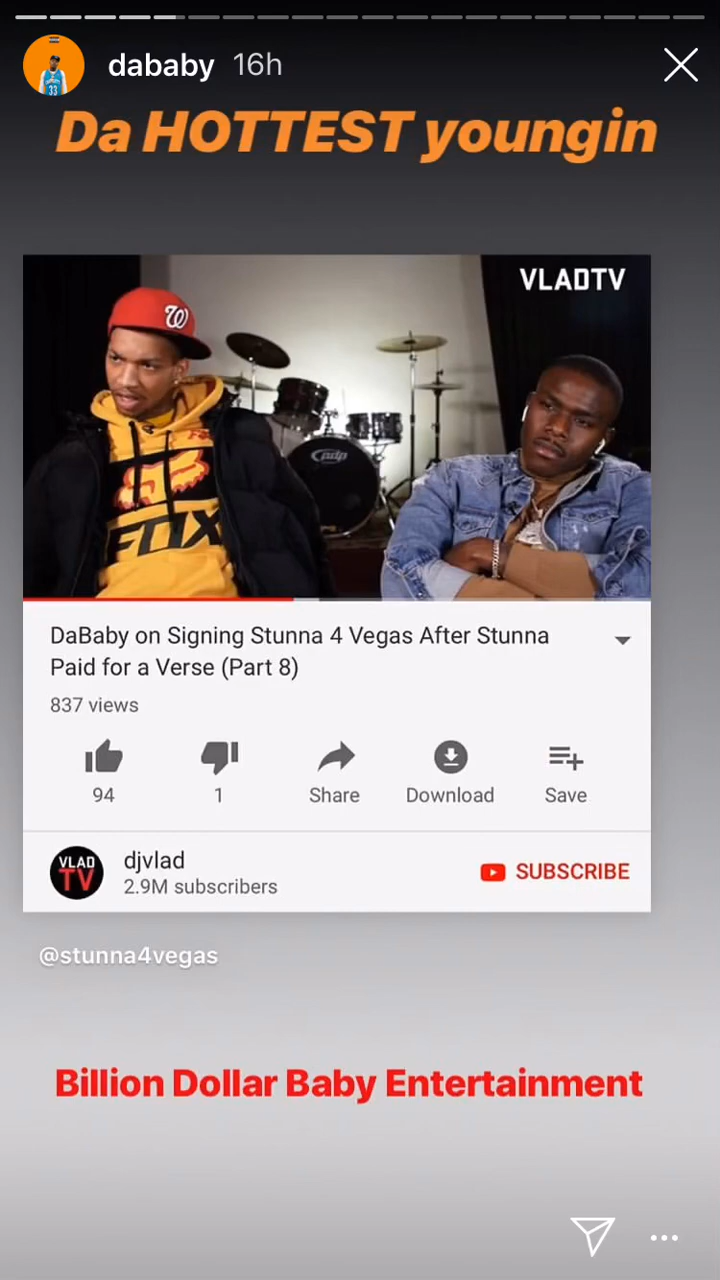 dababy 16h
Da HOTTEST youngin
VLADTV
W
FOX
pdp
DaBaby on Signing Stunna 4 Vegas After Stunna
Paid for a Verse (Part 8)
837 views
94
1
Share
Download
Save
VLAD
TV
djvlad
2.9M subscribers
SUBSCRIBE
@stunna4vegas
Billion Dollar Baby Entertainment